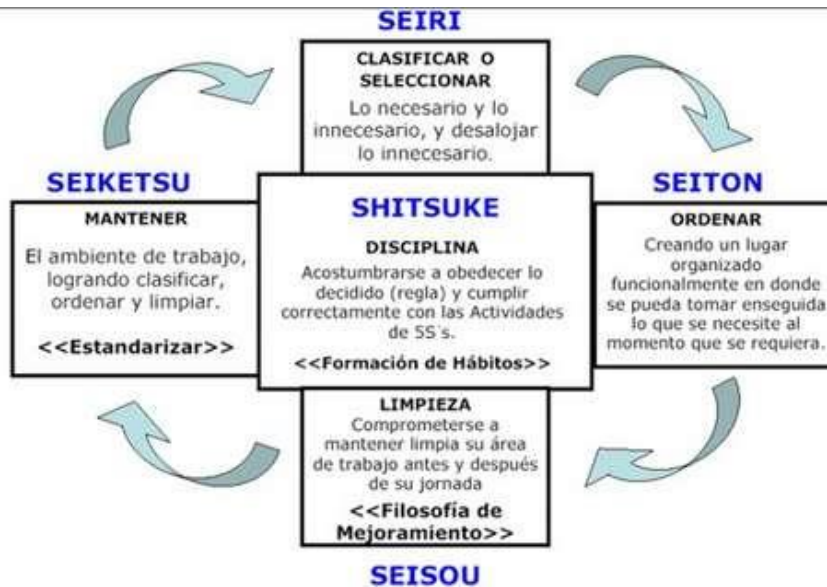 SEIRI
CLASIFICAR O
SELECCIONAR
Lo necesario y lo
innecesario, y desalojar
lo innecesario.
SEIKETSU
MANTENER
El ambiente de trabajo,
logrando clasificar,
ordenar y limpiar.
<<Estandarizar>>
SHITSUKE
DISCIPLINA
Acostumbrarse a obedecer lo
decidido (regla) y cumplir
correctamente con las Actividades
de 5S´s.
<<Formación de Hábitos>>
SEITON
ORDENAR
Creando un lugar
organizado
funcionalmente en donde
se pueda tomar enseguida
lo que se necesite al
momento que se requiera.
LIMPIEZA
Comprometerse a
mantener limpia su área
de trabajo antes y después
de su jornada
<<Filosofía de
Mejoramiento>>
SEISOU